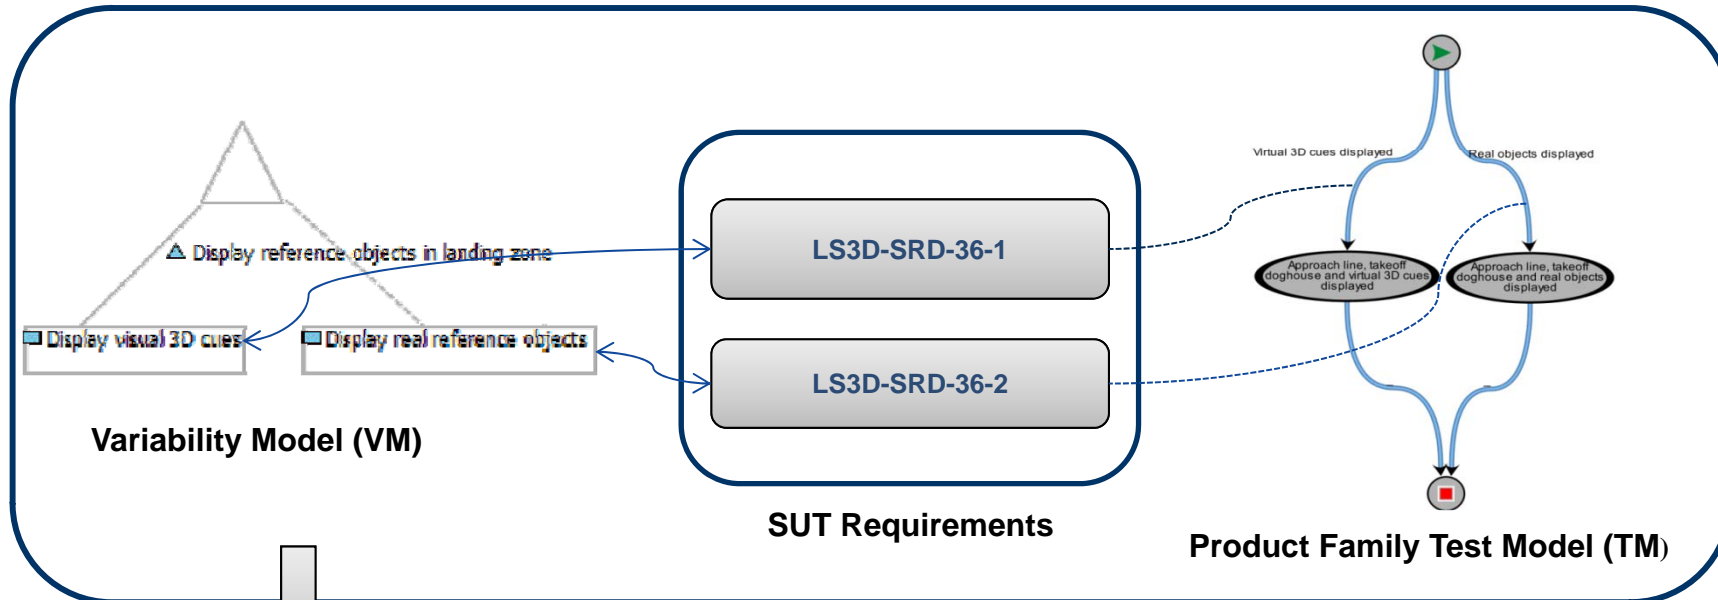 Display reference objects in landing zone
Display visual 3D cues
Display real reference objects
Variability Model (VM)
LS3D-SRD-36-1
LS3D-SRD-36-2
SUT Requirements
Virtual 3D cues displayed
Real objects displayed
Approach line, takeoff
doghouse and virtual 3D cues
displayed
Approach line, takeoff
doghouse and real objects
displayed
Product Family Test Model (TM)